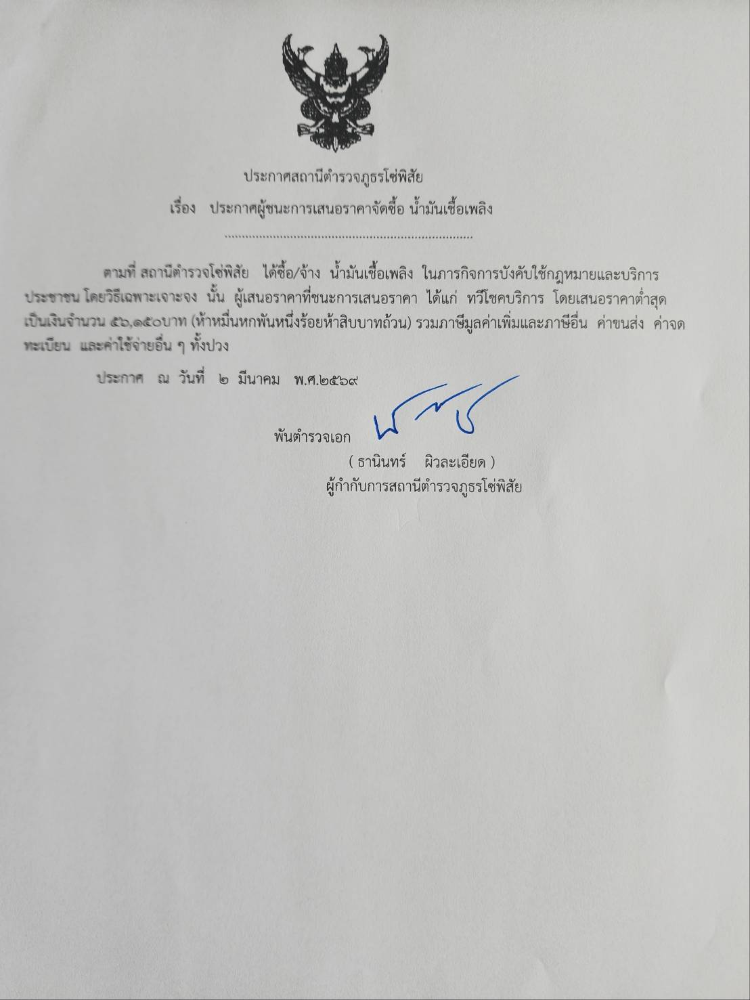 ประกาศสถานีตำรวจภูธรโซ่พิสัย
เรื่อง ประกาศผู้ชนะการเสนอราคาจัดซื้อ น้ำมันเชื้อเพลิง
ตามที่ สถานีตำรวจโซ่พิสัย ได้ซื้อ/จ้าง น้ำมันเชื้อเพลิง ในภารกิจการบังคับใช้กฎหมายและบริการ
ประชาชน โดยวิธีเฉพาะเจาะจง นั้น ผู้เสนอราคาที่ชนะการเสนอราคา ได้แก่ ทวีโชคบริการ โดยเสนอราคาต่ำสุด
เป็นเงินจำนวน ๕๖,๑๕๐บาท (ห้าหมื่นหกพันหนึ่งร้อยห้าสิบบาทถ้วน) รวมภาษีมูลค่าเพิ่มและภาษีอื่น ค่าขนส่ง ค่าจด
ทะเบียน และค่าใช้จ่ายอื่น ๆ ทั้งปวง
ประกาศ ณ วันที่ ๒ มีนาคม พ.ศ.๒๕๖๙
พันตำรวจเอก
( ธานินทร์ ผิวละเอียด )
ผู้กำกับการสถานีตำรวจภูธรโซ่พิสัย